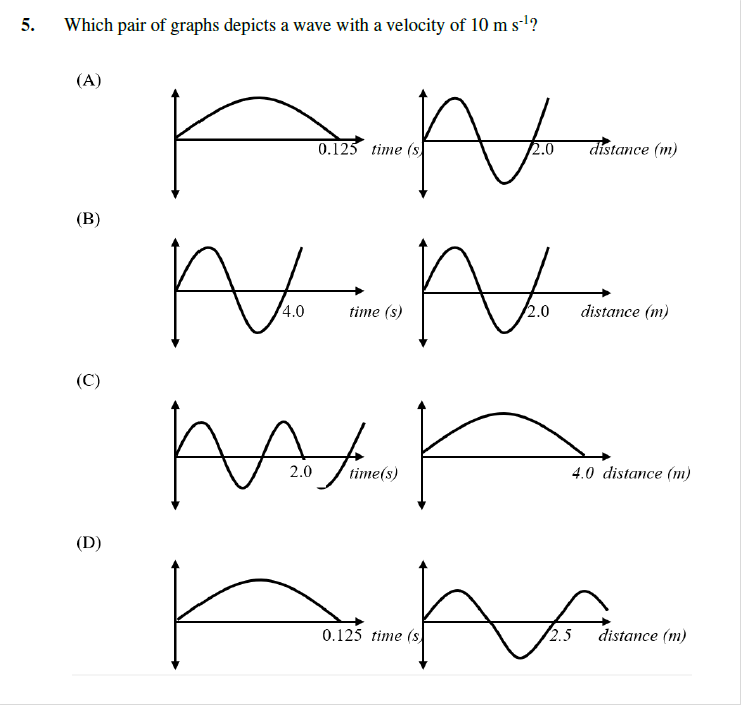 5. Which pair of graphs depicts a wave with a velocity of 10 m s⁻¹?
(A)
0.125 time (s) 2.0 distance (m)
(B)
4.0 time (s) 2.0 distance (m)
(C)
2.0 time(s) 4.0 distance (m)
(D)
0.125 time (s) 2.5 distance (m)